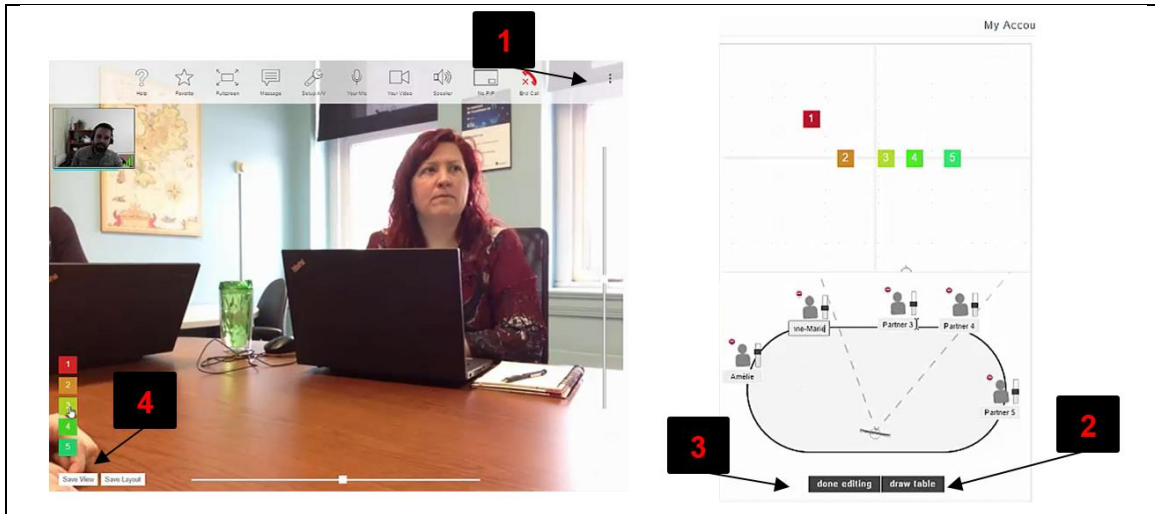 1
My Accou
Help
Favorite
Fullscreen
Message
Setup A/V
Your Mic
Your Video
Speaker
No PiP
End Call
1
2
3
4
5
4
Save View
Save Layout
1
2
3
4
5
nne-Marie
Partner 3
Partner 4
Amélie
Partner 5
3
2
done editing
draw table